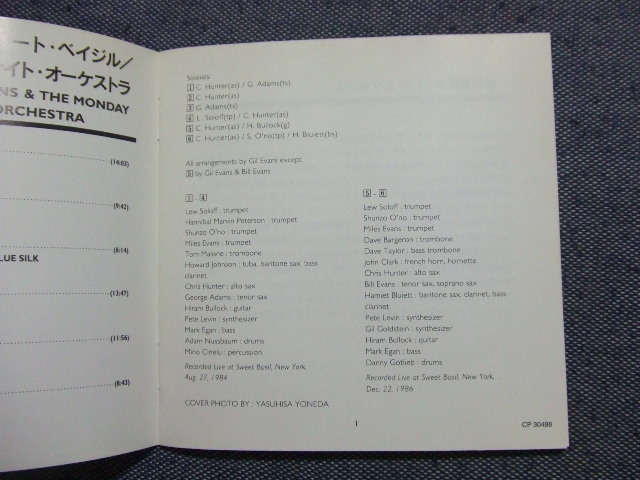 ート・ベイジル/
イト・オーケストラ
NS & THE MONDAY
ORCHESTRA
(14:03)
(9:42)
(6:14)
LUE SILK
(13:47)
(11:56)
(8:43)
Soloists:
1 C. Hunter(as) / G. Adams(ts)
2 C. Hunter(as)
3 G. Adams(ts)
4 L. Soloff(tp) / C. Hunter(as)
5 C. Hunter(as) / H. Bullock(g)
6 C. Hunter(as) / S. O'no(tp) / H. Bluiett(bs)
All arrangements by Gil Evans except
5 by Gil Evans & Bill Evans
1 - 4
Lew Soloff : trumpet
Hannibal Marvin Peterson : trumpet
Shunzo O'no : trumpet
Miles Evans : trumpet
Tom Malone : trombone
Howard Johnson : tuba, baritone sax, bass
clarinet
Chris Hunter : alto sax
George Adams : tenor sax
Hiram Bullock : guitar
Pete Levin : synthesizer
Mark Egan : bass
Adam Nussbaum : drums
Mino Cinelu : percussion
Recorded Live at Sweet Basil, New York,
Aug. 27, 1984
COVER PHOTO BY : YASUHISA YONEDA
5 - 6
Lew Soloff : trumpet
Shunzo O'no : trumpet
Miles Evans : trumpet
Dave Bargeron : trombone
Dave Taylor : bass trombone
John Clark : french horn, hornette
Chris Hunter : alto sax
Bill Evans : tenor sax, soprano sax
Hamiet Bluiett : baritone sax, clarinet, bass
clarinet
Pete Levin : synthesizer
Gil Goldstein : synthesizer
Hiram Bullock : guitar
Mark Egan : bass
Danny Gottlieb : drums
Recorded Live at Sweet Basil, New York,
Dec. 22, 1986
1
CP 30488